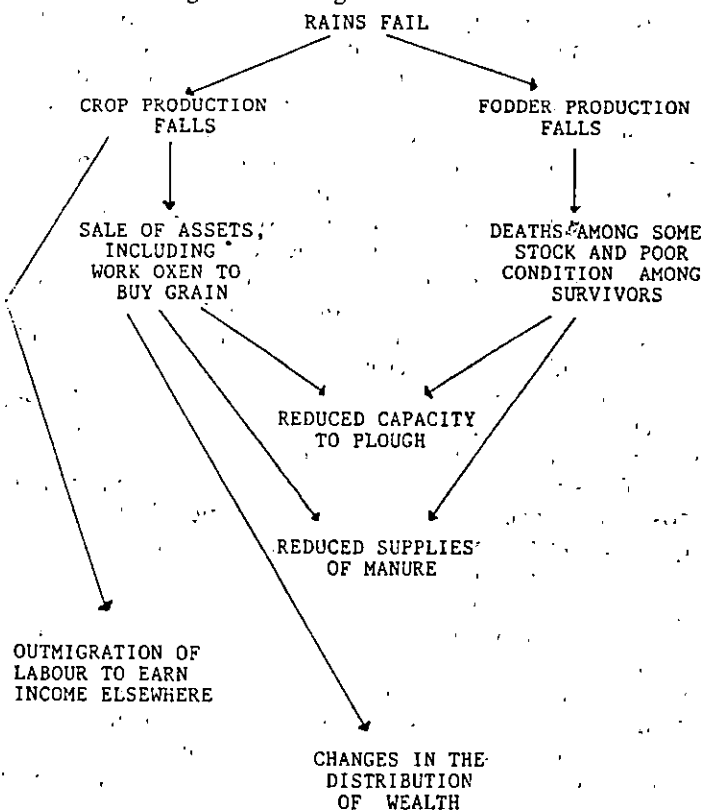 RAINS FAIL
CROP PRODUCTION
FALLS
FODDER PRODUCTION
FALLS
SALE OF ASSETS,
INCLUDING
WORK OXEN TO
BUY GRAIN
DEATHS AMONG SOME
STOCK AND POOR
CONDITION AMONG
SURVIVORS
REDUCED CAPACITY
TO PLOUGH
REDUCED SUPPLIES
OF MANURE
OUTMIGRATION OF
LABOUR TO EARN
INCOME ELSEWHERE
CHANGES IN THE
DISTRIBUTION
OF WEALTH